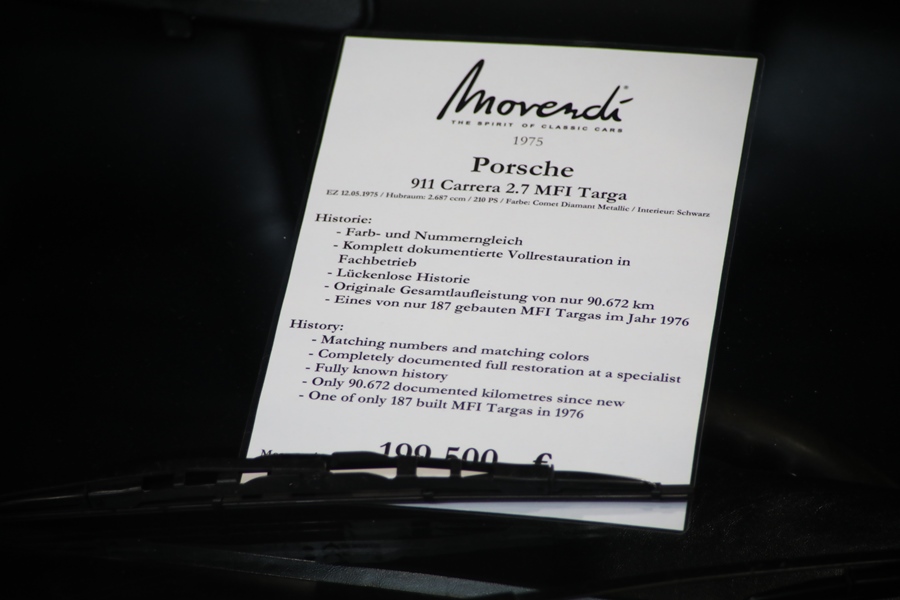 Movendi
THE SPIRIT OF CLASSIC CARS
1975
Porsche
911 Carrera 2.7 MFI Targa
EZ 12.05.1975 / Hubraum: 2.687 ccm / 210 PS / Farbe: Comet Diamant Metallic / Interieur: Schwarz
Historie:
- Farb- und Nummerngleich
- Komplett dokumentierte Vollrestauration in
Fachbetrieb
- Lückenlose Historie
- Originale Gesamtlaufleistung von nur 90.672 km
- Eines von nur 187 gebauten MFI Targas im Jahr 1976
History:
- Matching numbers and matching colors
- Completely documented full restoration at a specialist
- Fully known history
- Only 90.672 documented kilometres since new
- One of only 187 built MFI Targas in 1976
199.500 €